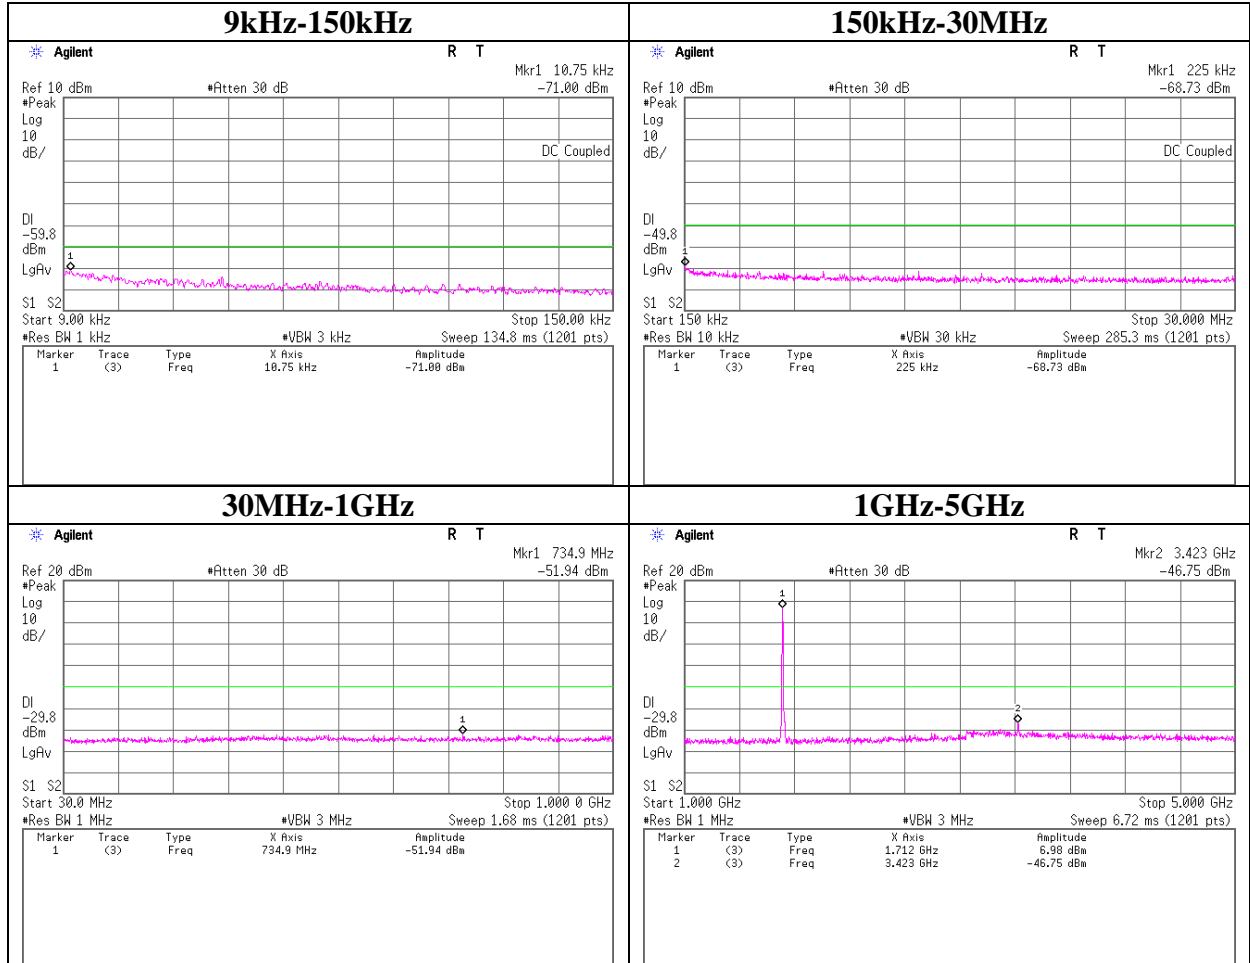 9kHz-150kHz
Agilent R T
Mkr1 10.75 kHz
Ref 10 dBm #Atten 30 dB -71.00 dBm
#Peak
Log
10
dB/
DC Coupled
DI
-59.8
dBm
1
LgAv
S1 S2
Start 9.00 kHz Stop 150.00 kHz
#Res BW 1 kHz #VBW 3 kHz Sweep 134.8 ms (1201 pts)
Marker Trace Type X Axis Amplitude
1 (3) Freq 10.75 kHz -71.00 dBm
150kHz-30MHz
Agilent R T
Mkr1 225 kHz
Ref 10 dBm #Atten 30 dB -68.73 dBm
#Peak
Log
10
dB/
DC Coupled
DI
-49.8
dBm
1
LgAv
S1 S2
Start 150 kHz Stop 30.000 MHz
#Res BW 10 kHz #VBW 30 kHz Sweep 285.3 ms (1201 pts)
Marker Trace Type X Axis Amplitude
1 (3) Freq 225 kHz -68.73 dBm
30MHz-1GHz
Agilent R T
Mkr1 734.9 MHz
Ref 20 dBm #Atten 30 dB -51.94 dBm
#Peak
Log
10
dB/
DI
-29.8
dBm
1
LgAv
S1 S2
Start 30.0 MHz Stop 1.000 0 GHz
#Res BW 1 MHz #VBW 3 MHz Sweep 1.68 ms (1201 pts)
Marker Trace Type X Axis Amplitude
1 (3) Freq 734.9 MHz -51.94 dBm
1GHz-5GHz
Agilent R T
Mkr2 3.423 GHz
Ref 20 dBm #Atten 30 dB -46.75 dBm
#Peak
1
Log
10
dB/
DI
2
-29.8
dBm
LgAv
S1 S2
Start 1.000 GHz Stop 5.000 GHz
#Res BW 1 MHz #VBW 3 MHz Sweep 6.72 ms (1201 pts)
Marker Trace Type X Axis Amplitude
1 (3) Freq 1.712 GHz 6.98 dBm
2 (3) Freq 3.423 GHz -46.75 dBm